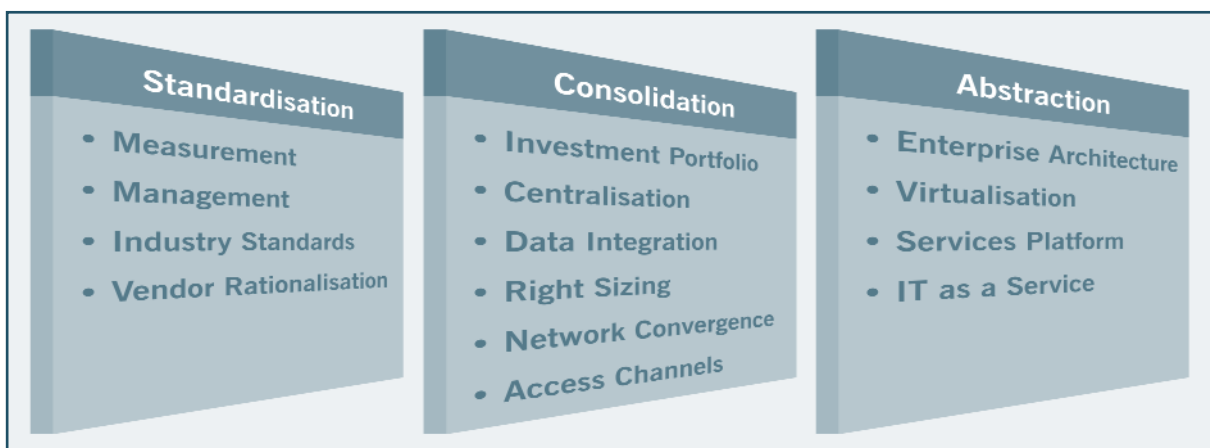 Standardisation
• Measurement
• Management
• Industry Standards
• Vendor Rationalisation
Consolidation
• Investment Portfolio
• Centralisation
• Data Integration
• Right Sizing
• Network Convergence
• Access Channels
Abstraction
• Enterprise Architecture
• Virtualisation
• Services Platform
• IT as a Service